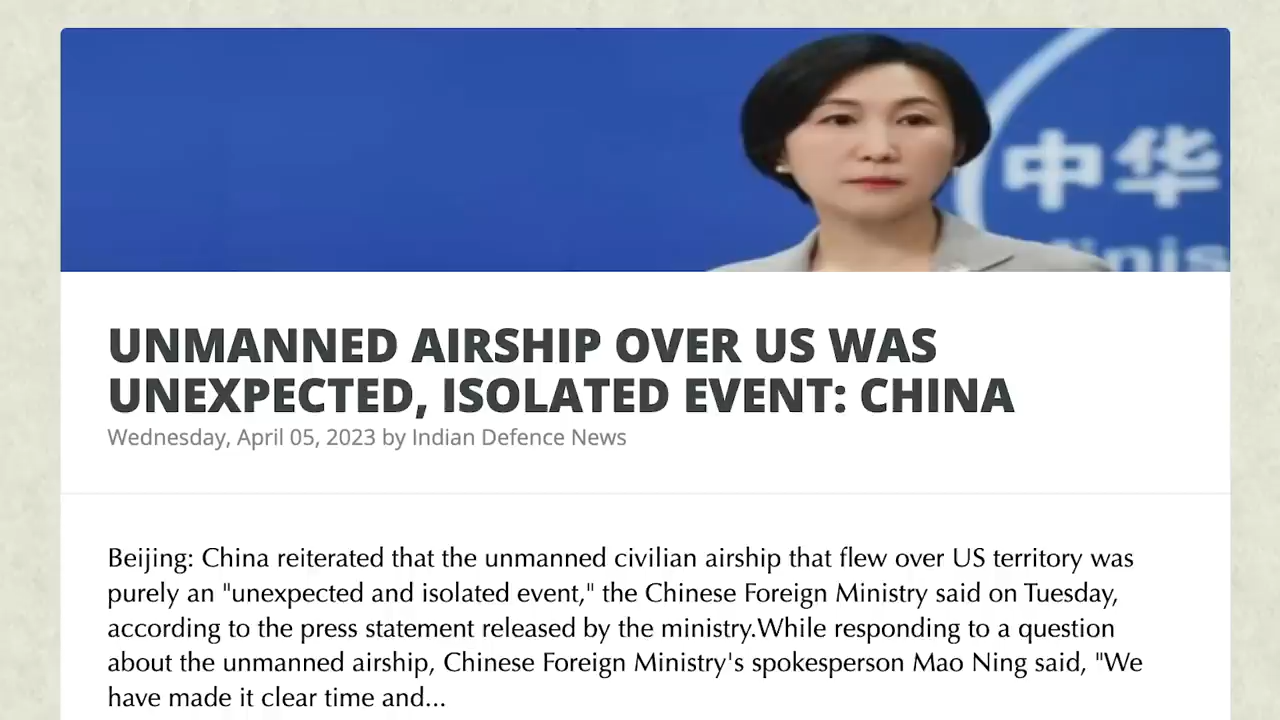 中华
Minis
UNMANNED AIRSHIP OVER US WAS
UNEXPECTED, ISOLATED EVENT: CHINA
Wednesday, April 05, 2023 by Indian Defence News
Beijing: China reiterated that the unmanned civilian airship that flew over US territory was
purely an "unexpected and isolated event," the Chinese Foreign Ministry said on Tuesday,
according to the press statement released by the ministry.While responding to a question
about the unmanned airship, Chinese Foreign Ministry's spokesperson Mao Ning said, "We
have made it clear time and...